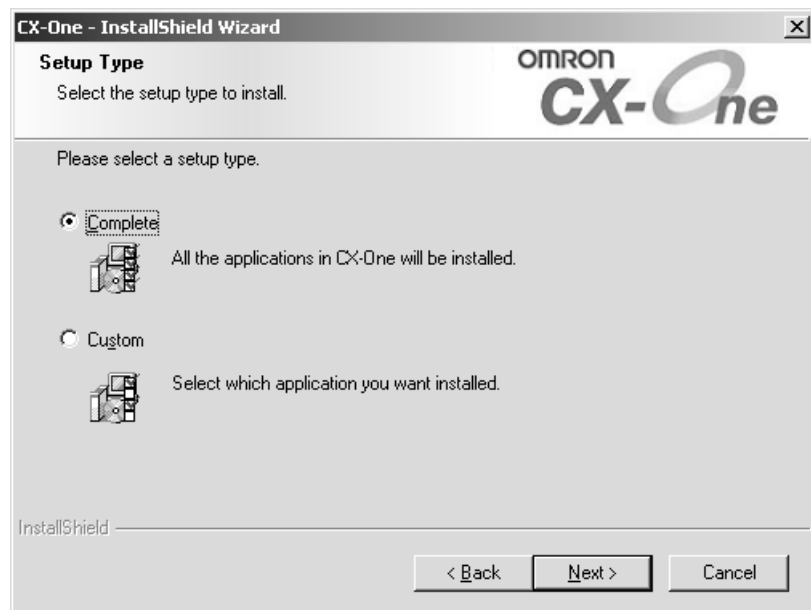 CX-One - InstallShield Wizard
Setup Type
Select the setup type to install.
OMRON
CX-One
Please select a setup type.
Complete
All the applications in CX-One will be installed.
Custom
Select which application you want installed.
InstallShield
< Back Next > Cancel